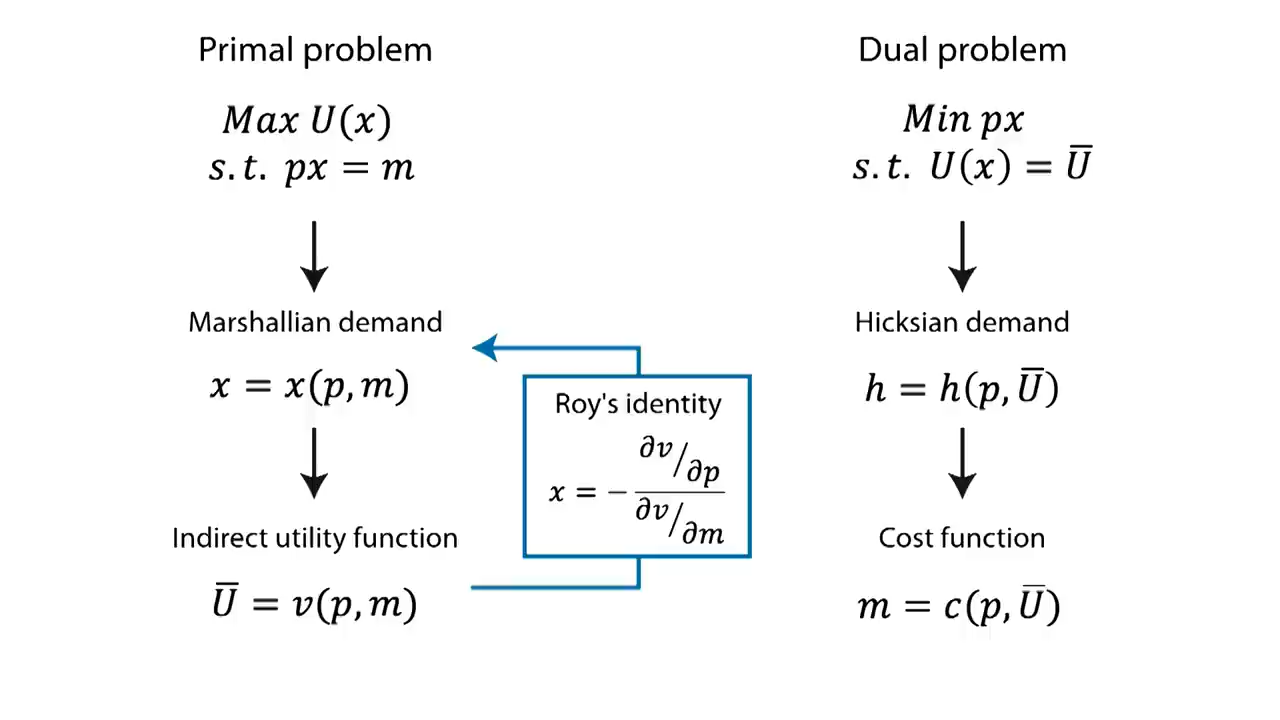 Primal problem
Max U(x)
s.t. px = m
Marshallian demand
x = x(p, m)
Indirect utility function
U̅ = v(p, m)
Roy's identity
x = − ∂v/∂p
∂v/∂m
Dual problem
Min px
s.t. U(x) = U̅
Hicksian demand
h = h(p, U̅)
Cost function
m = c(p, U̅)